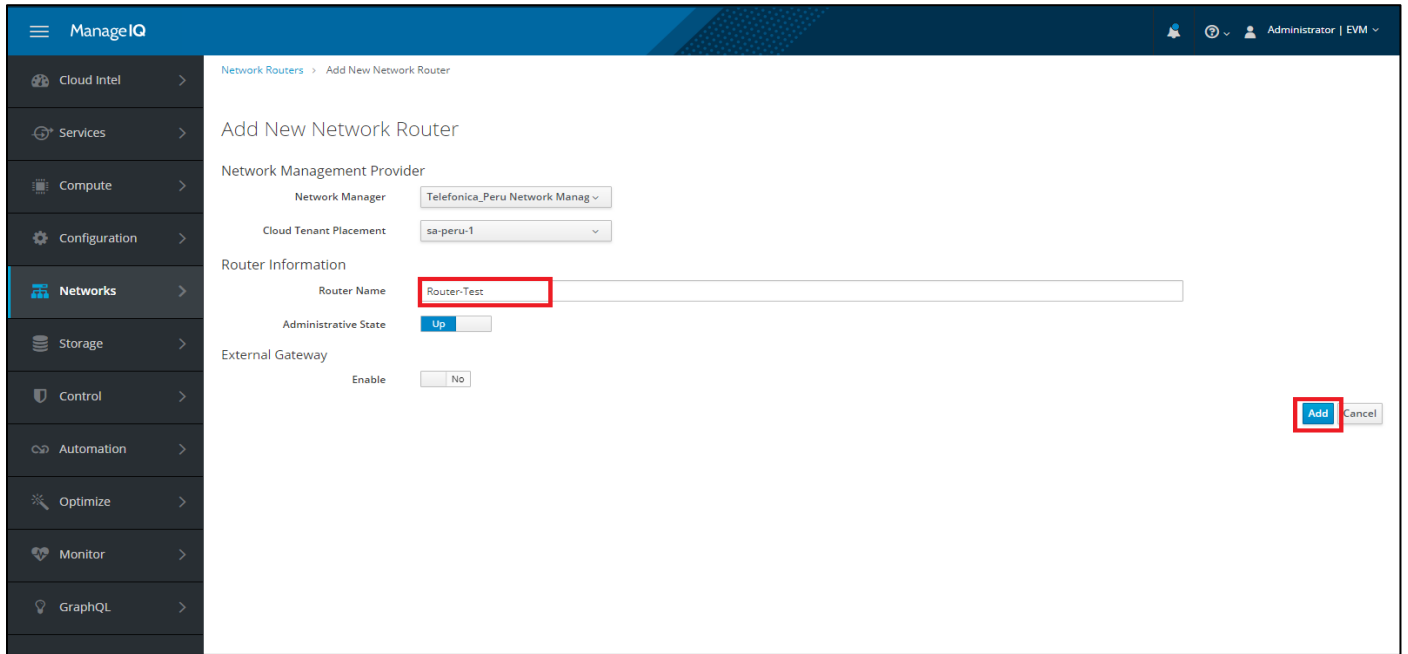 ManageIQ
Administrator | EVM
Cloud Intel
Services
Compute
Configuration
Networks
Storage
Control
Automation
Optimize
Monitor
GraphQL
Network Routers > Add New Network Router
Add New Network Router
Network Management Provider
Network Manager Telefonica_Peru Network Manag
Cloud Tenant Placement sa-peru-1
Router Information
Router Name Router-Test
Administrative State Up
External Gateway
Enable No
Add Cancel